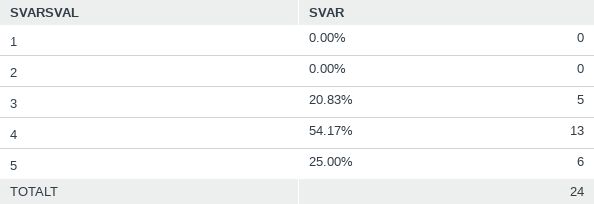 SVARSVAL SVAR
1 0.00% 0
2 0.00% 0
3 20.83% 5
4 54.17% 13
5 25.00% 6
TOTALT 24